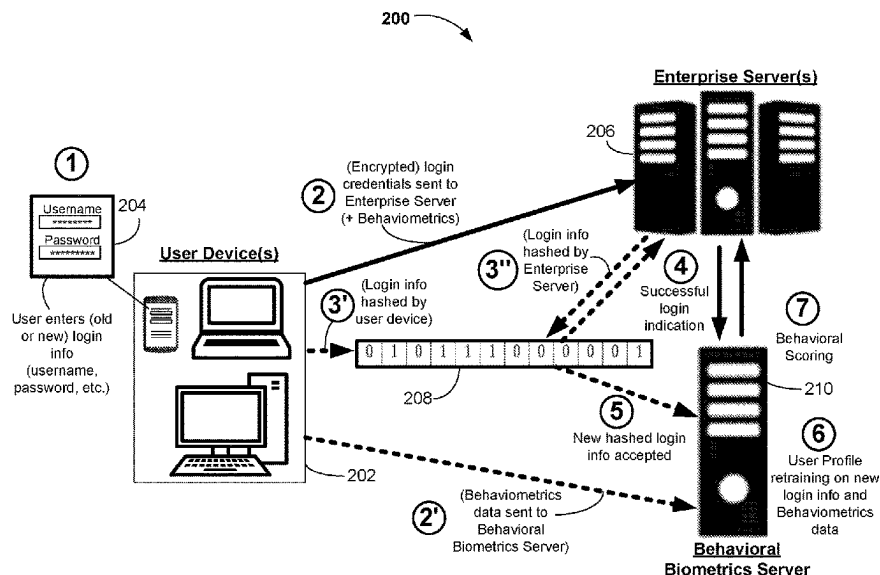 200
Enterprise Server(s)
206
1
Username
********
Password
*********
204
User enters (old
or new) login
info
(username,
password, etc.)
User Device(s)
202
2
(Encrypted) login
credentials sent to
Enterprise Server
(+ Behaviometrics)
3'
(Login info
hashed by
user device)
3''
(Login info
hashed by
Enterprise
Server)
0 1 0 1 1 1 0 0 0 0 0 1
208
4
Successful
login
indication
7
Behavioral
Scoring
210
5
New hashed login
info accepted
6
User Profile
retraining on new
login info and
Behaviometrics
data
2'
(Behaviometrics
data sent to
Behavioral
Biometrics Server)
Behavioral
Biometrics Server